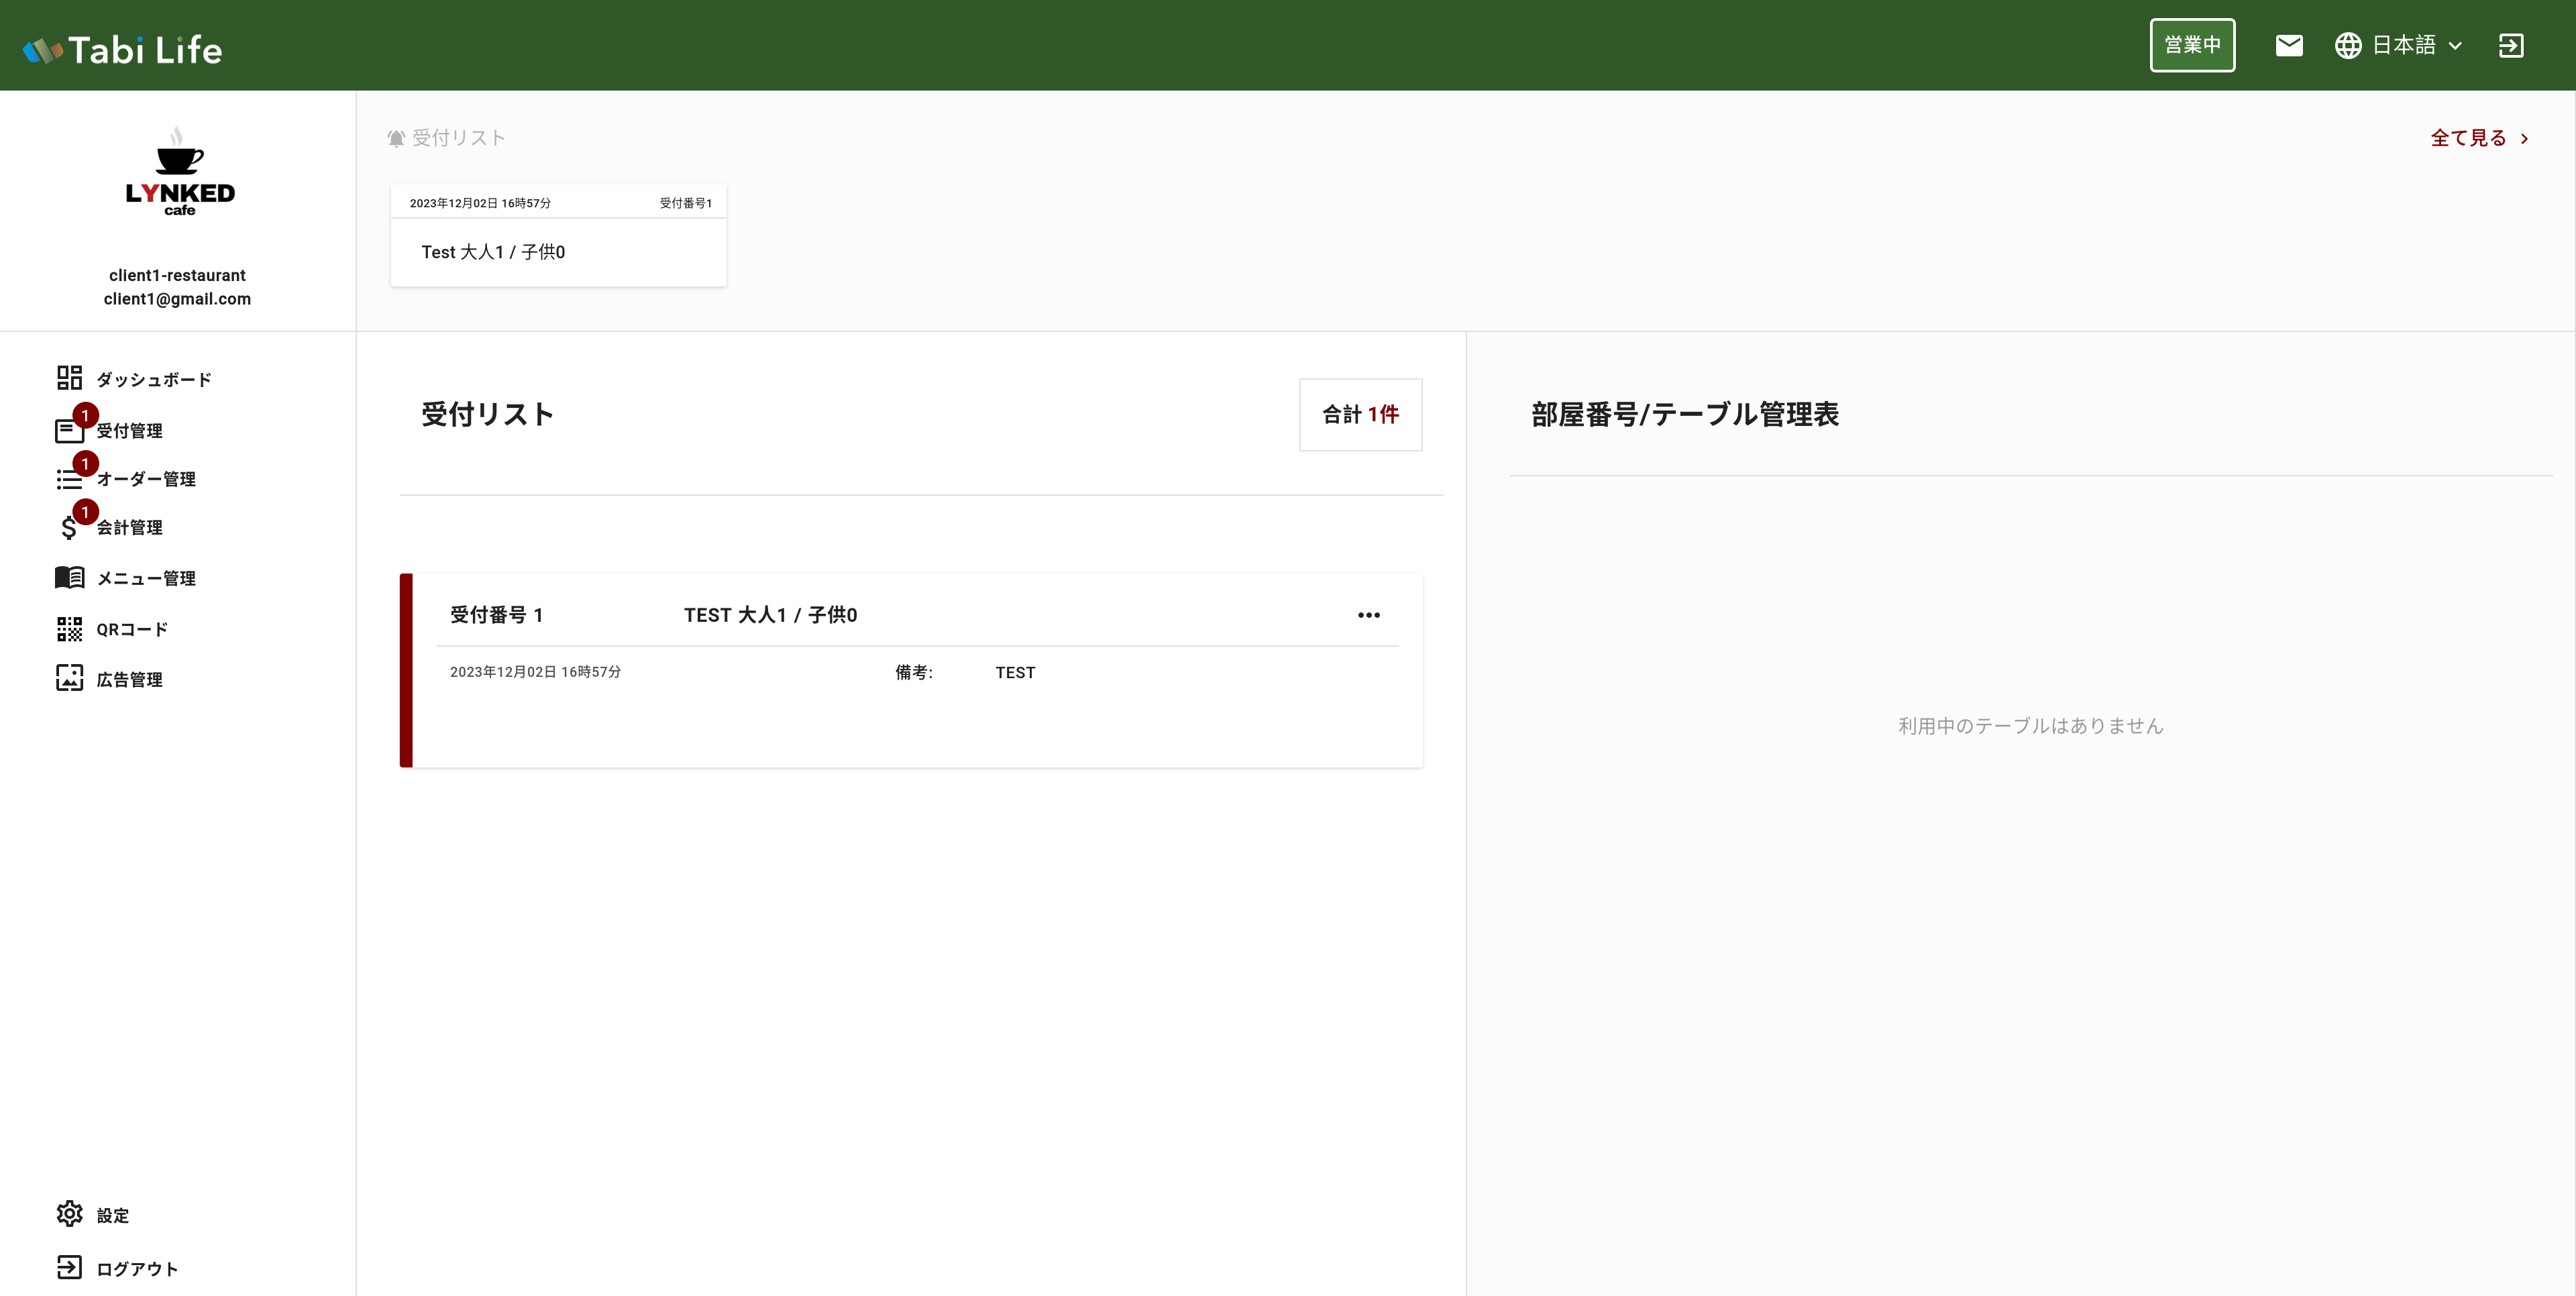 Tabi Life
営業中
日本語
LYNKED
cafe
client1-restaurant
client1@gmail.com
受付リスト
全て見る
2023年12月02日 16時57分 受付番号1
Test 大人1 / 子供0
ダッシュボード
1
受付管理
1
オーダー管理
1
会計管理
メニュー管理
QRコード
広告管理
設定
ログアウト
受付リスト
合計 1件
受付番号 1 TEST 大人1 / 子供0
2023年12月02日 16時57分 備考: TEST
部屋番号/テーブル管理表
利用中のテーブルはありません